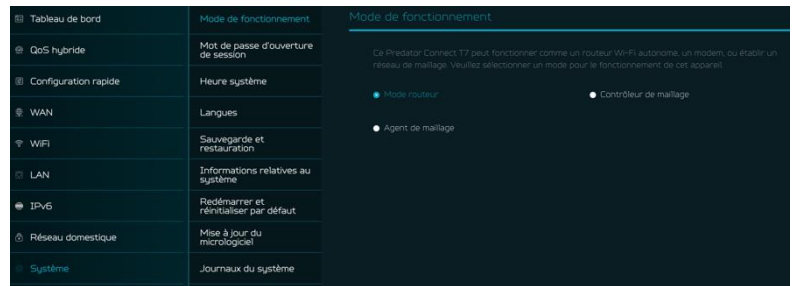 Tableau de bord
QoS hybride
Configuration rapide
WAN
WiFi
LAN
IPv6
Réseau domestique
Système
Mode de fonctionnement
Mot de passe d'ouverture
de session
Heure système
Langues
Sauvegarde et
restauration
Informations relatives au
système
Redémarrer et
réinitialiser par défaut
Mise à jour du
micrologiciel
Journaux du système
Mode de fonctionnement
Ce Predator Connect T7 peut fonctionner comme un routeur Wi-Fi autonome, un modem, ou établir un
réseau de maillage. Veuillez sélectionner un mode pour le fonctionnement de cet appareil
Mode routeur
Contrôleur de maillage
Agent de maillage